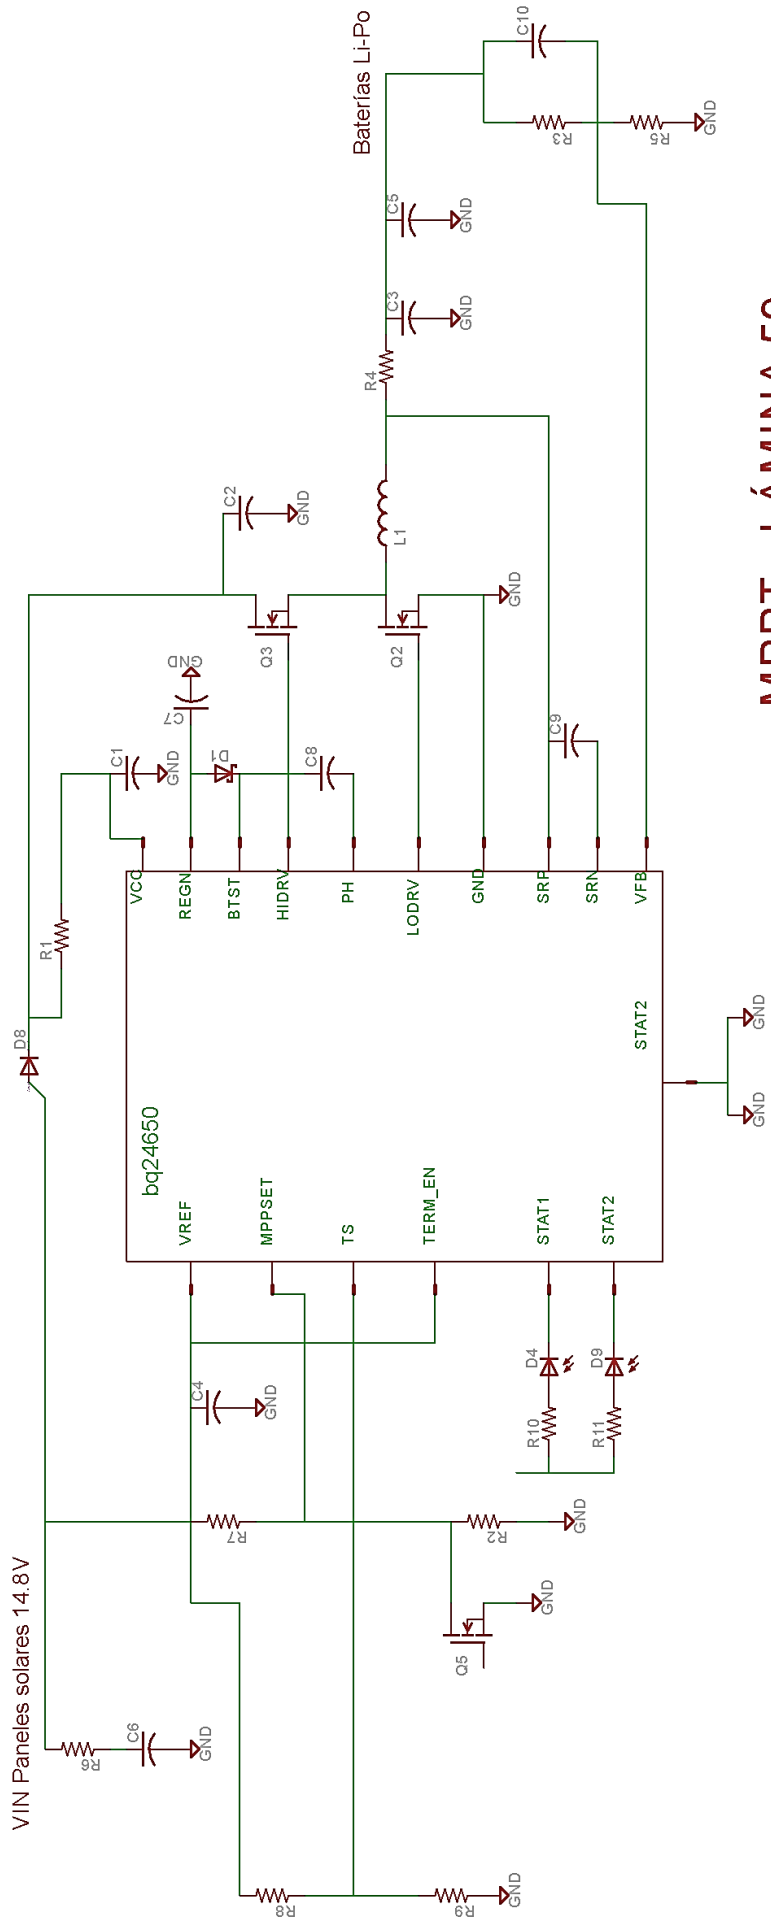 VIN Paneles solares 14.8V
D8
R1
R6
C6
GND
R7
C4
GND
VREF
MPPSET
TS
TERM_EN
STAT1
STAT2
bq24650
VCC
REGN
BTST
HIDRV
PH
LODRV
GND
SRP
SRN
VFB
STAT2
C1
GND
C7
GND
D1
C8
C2
GND
Q3
Q2
GND
L1
R4
C3
GND
C5
GND
Baterías Li-Po
C10
R3
R5
GND
C9
R8
R9
GND
Q5
GND
R2
GND
D4
R10
D9
R11
GND
GND
MPPT - LÁMINA